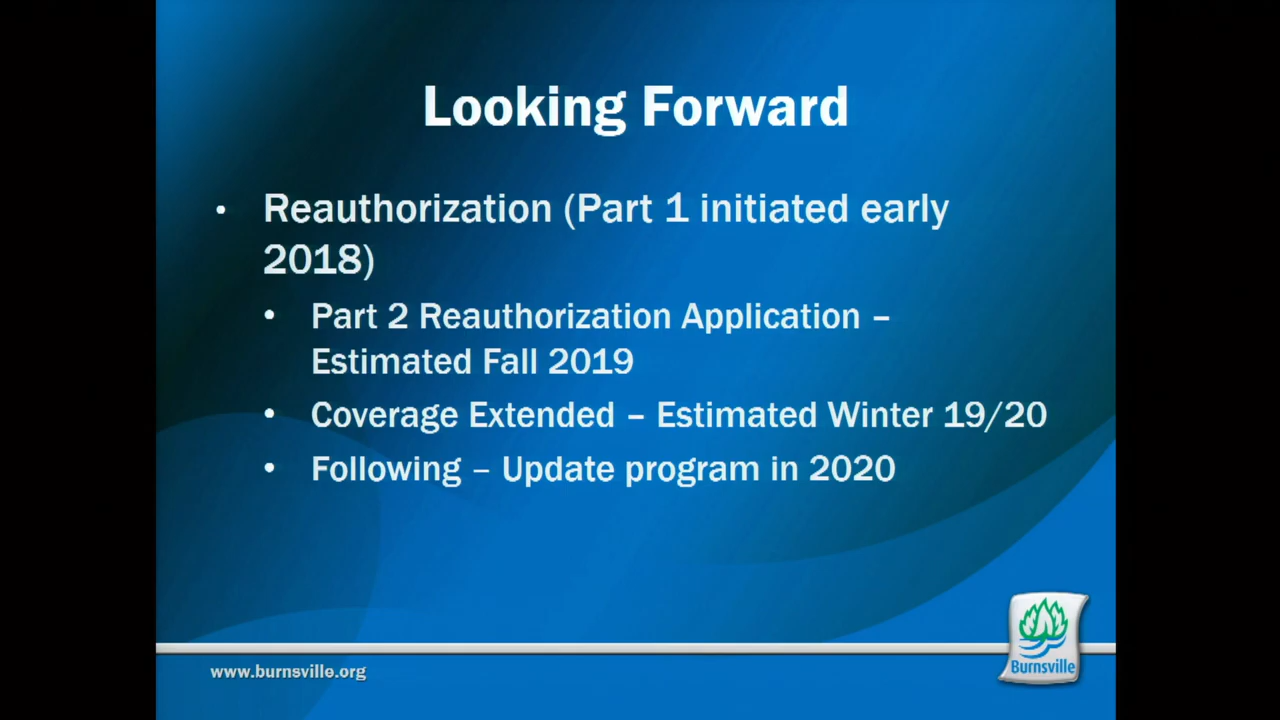 Looking Forward
• Reauthorization (Part 1 initiated early
2018)
• Part 2 Reauthorization Application –
Estimated Fall 2019
• Coverage Extended – Estimated Winter 19/20
• Following – Update program in 2020
www.burnsville.org
Burnsville